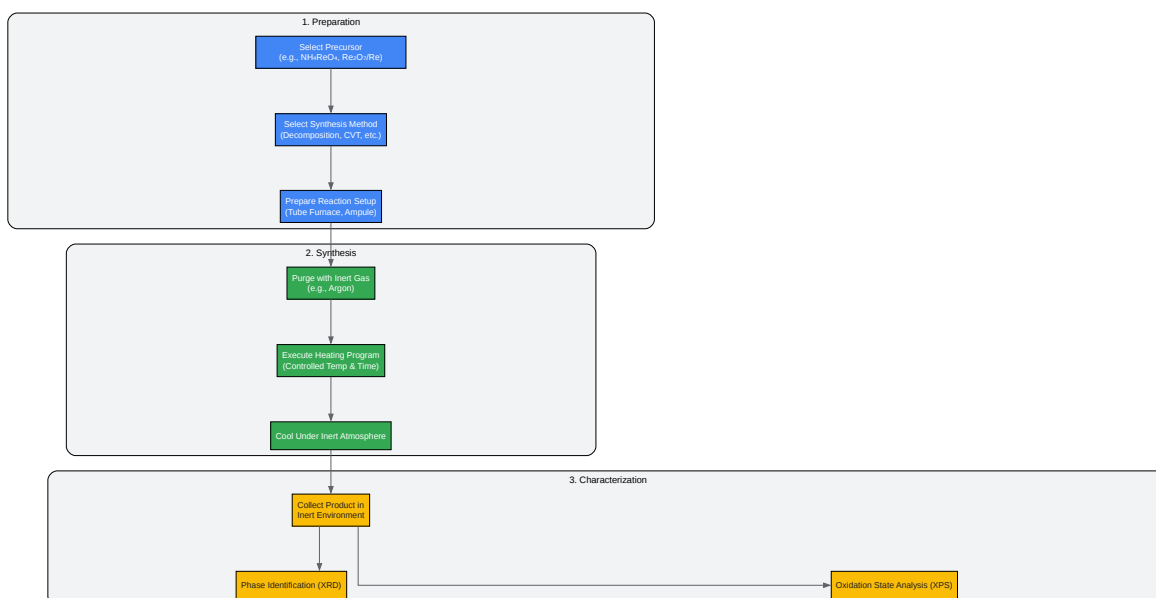 1. Preparation
Select Precursor
(e.g., NH₄ReO₄, Re₂O₇/Re)
Select Synthesis Method
(Decomposition, CVT, etc.)
Prepare Reaction Setup
(Tube Furnace, Ampule)
2. Synthesis
Purge with Inert Gas
(e.g., Argon)
Execute Heating Program
(Controlled Temp & Time)
Cool Under Inert Atmosphere
3. Characterization
Collect Product in
Inert Environment
Phase Identification (XRD)
Oxidation State Analysis (XPS)